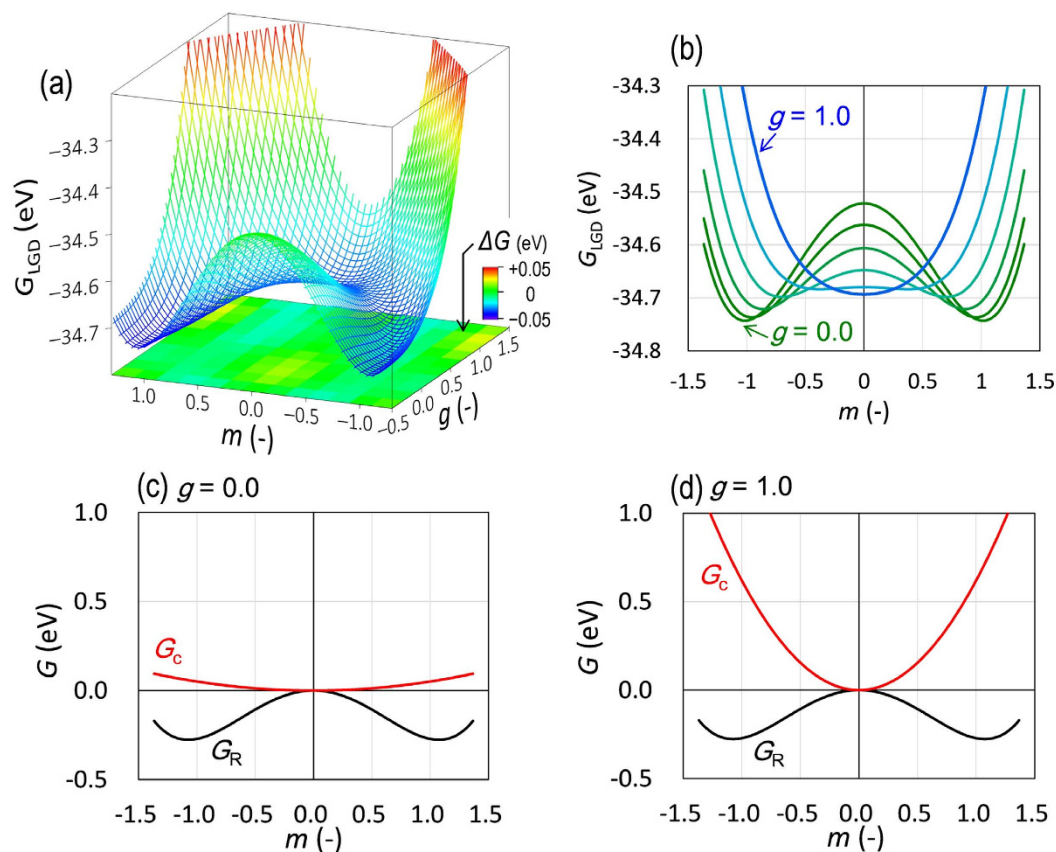 (a)
G_LGD (eV)
−34.3
−34.4
−34.5
−34.6
−34.7
ΔG (eV)
+0.05
0
−0.05
1.0 0.5 0.0 −0.5 −1.0
m (-)
−0.5 0.0 0.5 1.0 1.5
g (-)
(b)
G_LGD (eV)
-34.3
-34.4
-34.5
-34.6
-34.7
-34.8
g = 1.0
g = 0.0
-1.5 -1 -0.5 0 0.5 1 1.5
m (-)
(c) g = 0.0
G (eV)
1.0
0.5
0.0
-0.5
G_c
G_R
-1.5 -1.0 -0.5 0.0 0.5 1.0 1.5
m (-)
(d) g = 1.0
G (eV)
1.0
0.5
0.0
-0.5
G_c
G_R
-1.5 -1.0 -0.5 0.0 0.5 1.0 1.5
m (-)